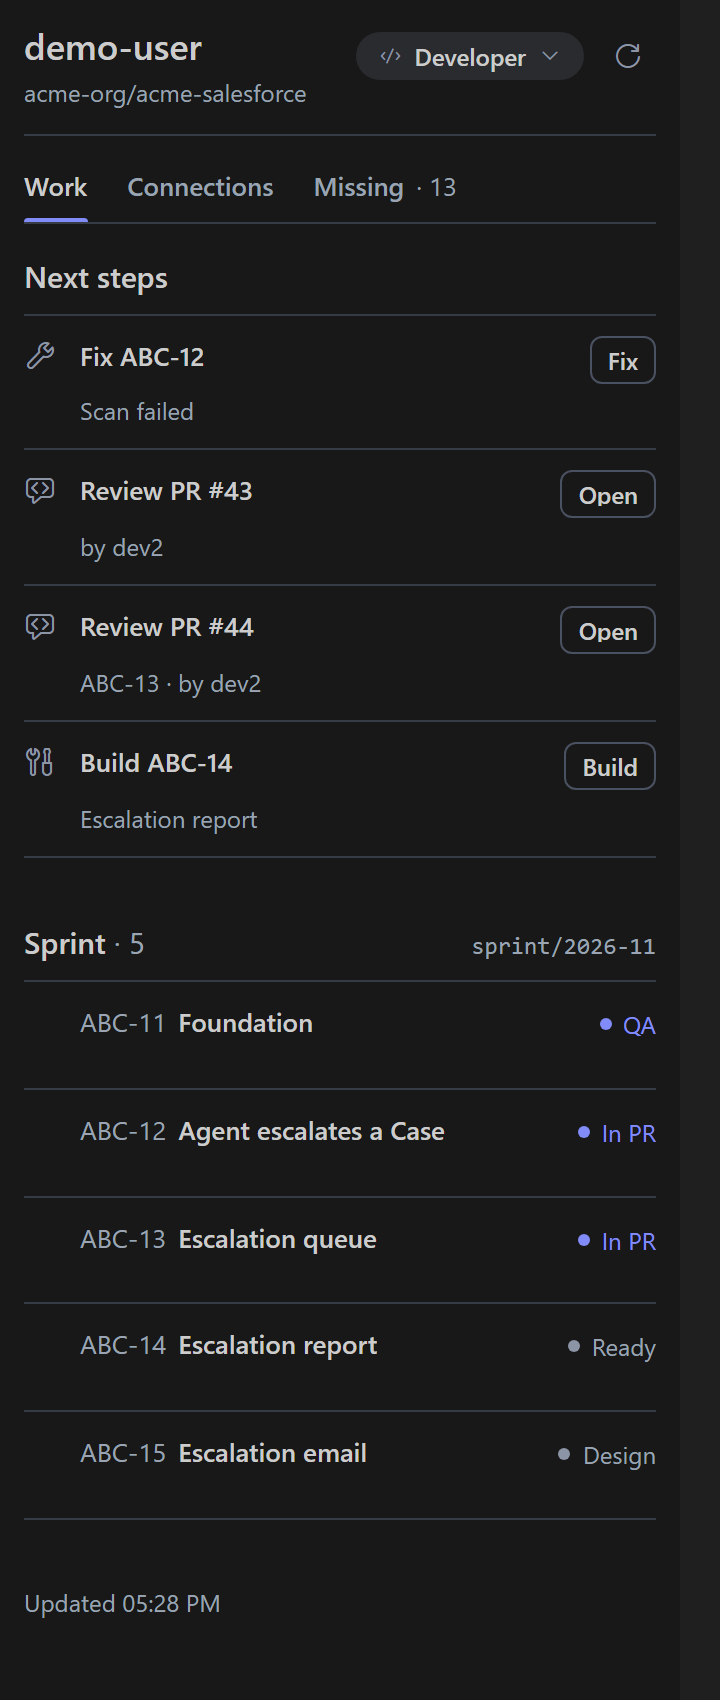 demo-user
</> Developer
acme-org/acme-salesforce
Work Connections Missing · 13
Next steps
Fix ABC-12 Fix
Scan failed
Review PR #43 Open
by dev2
Review PR #44 Open
ABC-13 · by dev2
Build ABC-14 Build
Escalation report
Sprint · 5 sprint/2026-11
ABC-11 Foundation QA
ABC-12 Agent escalates a Case In PR
ABC-13 Escalation queue In PR
ABC-14 Escalation report Ready
ABC-15 Escalation email Design
Updated 05:28 PM